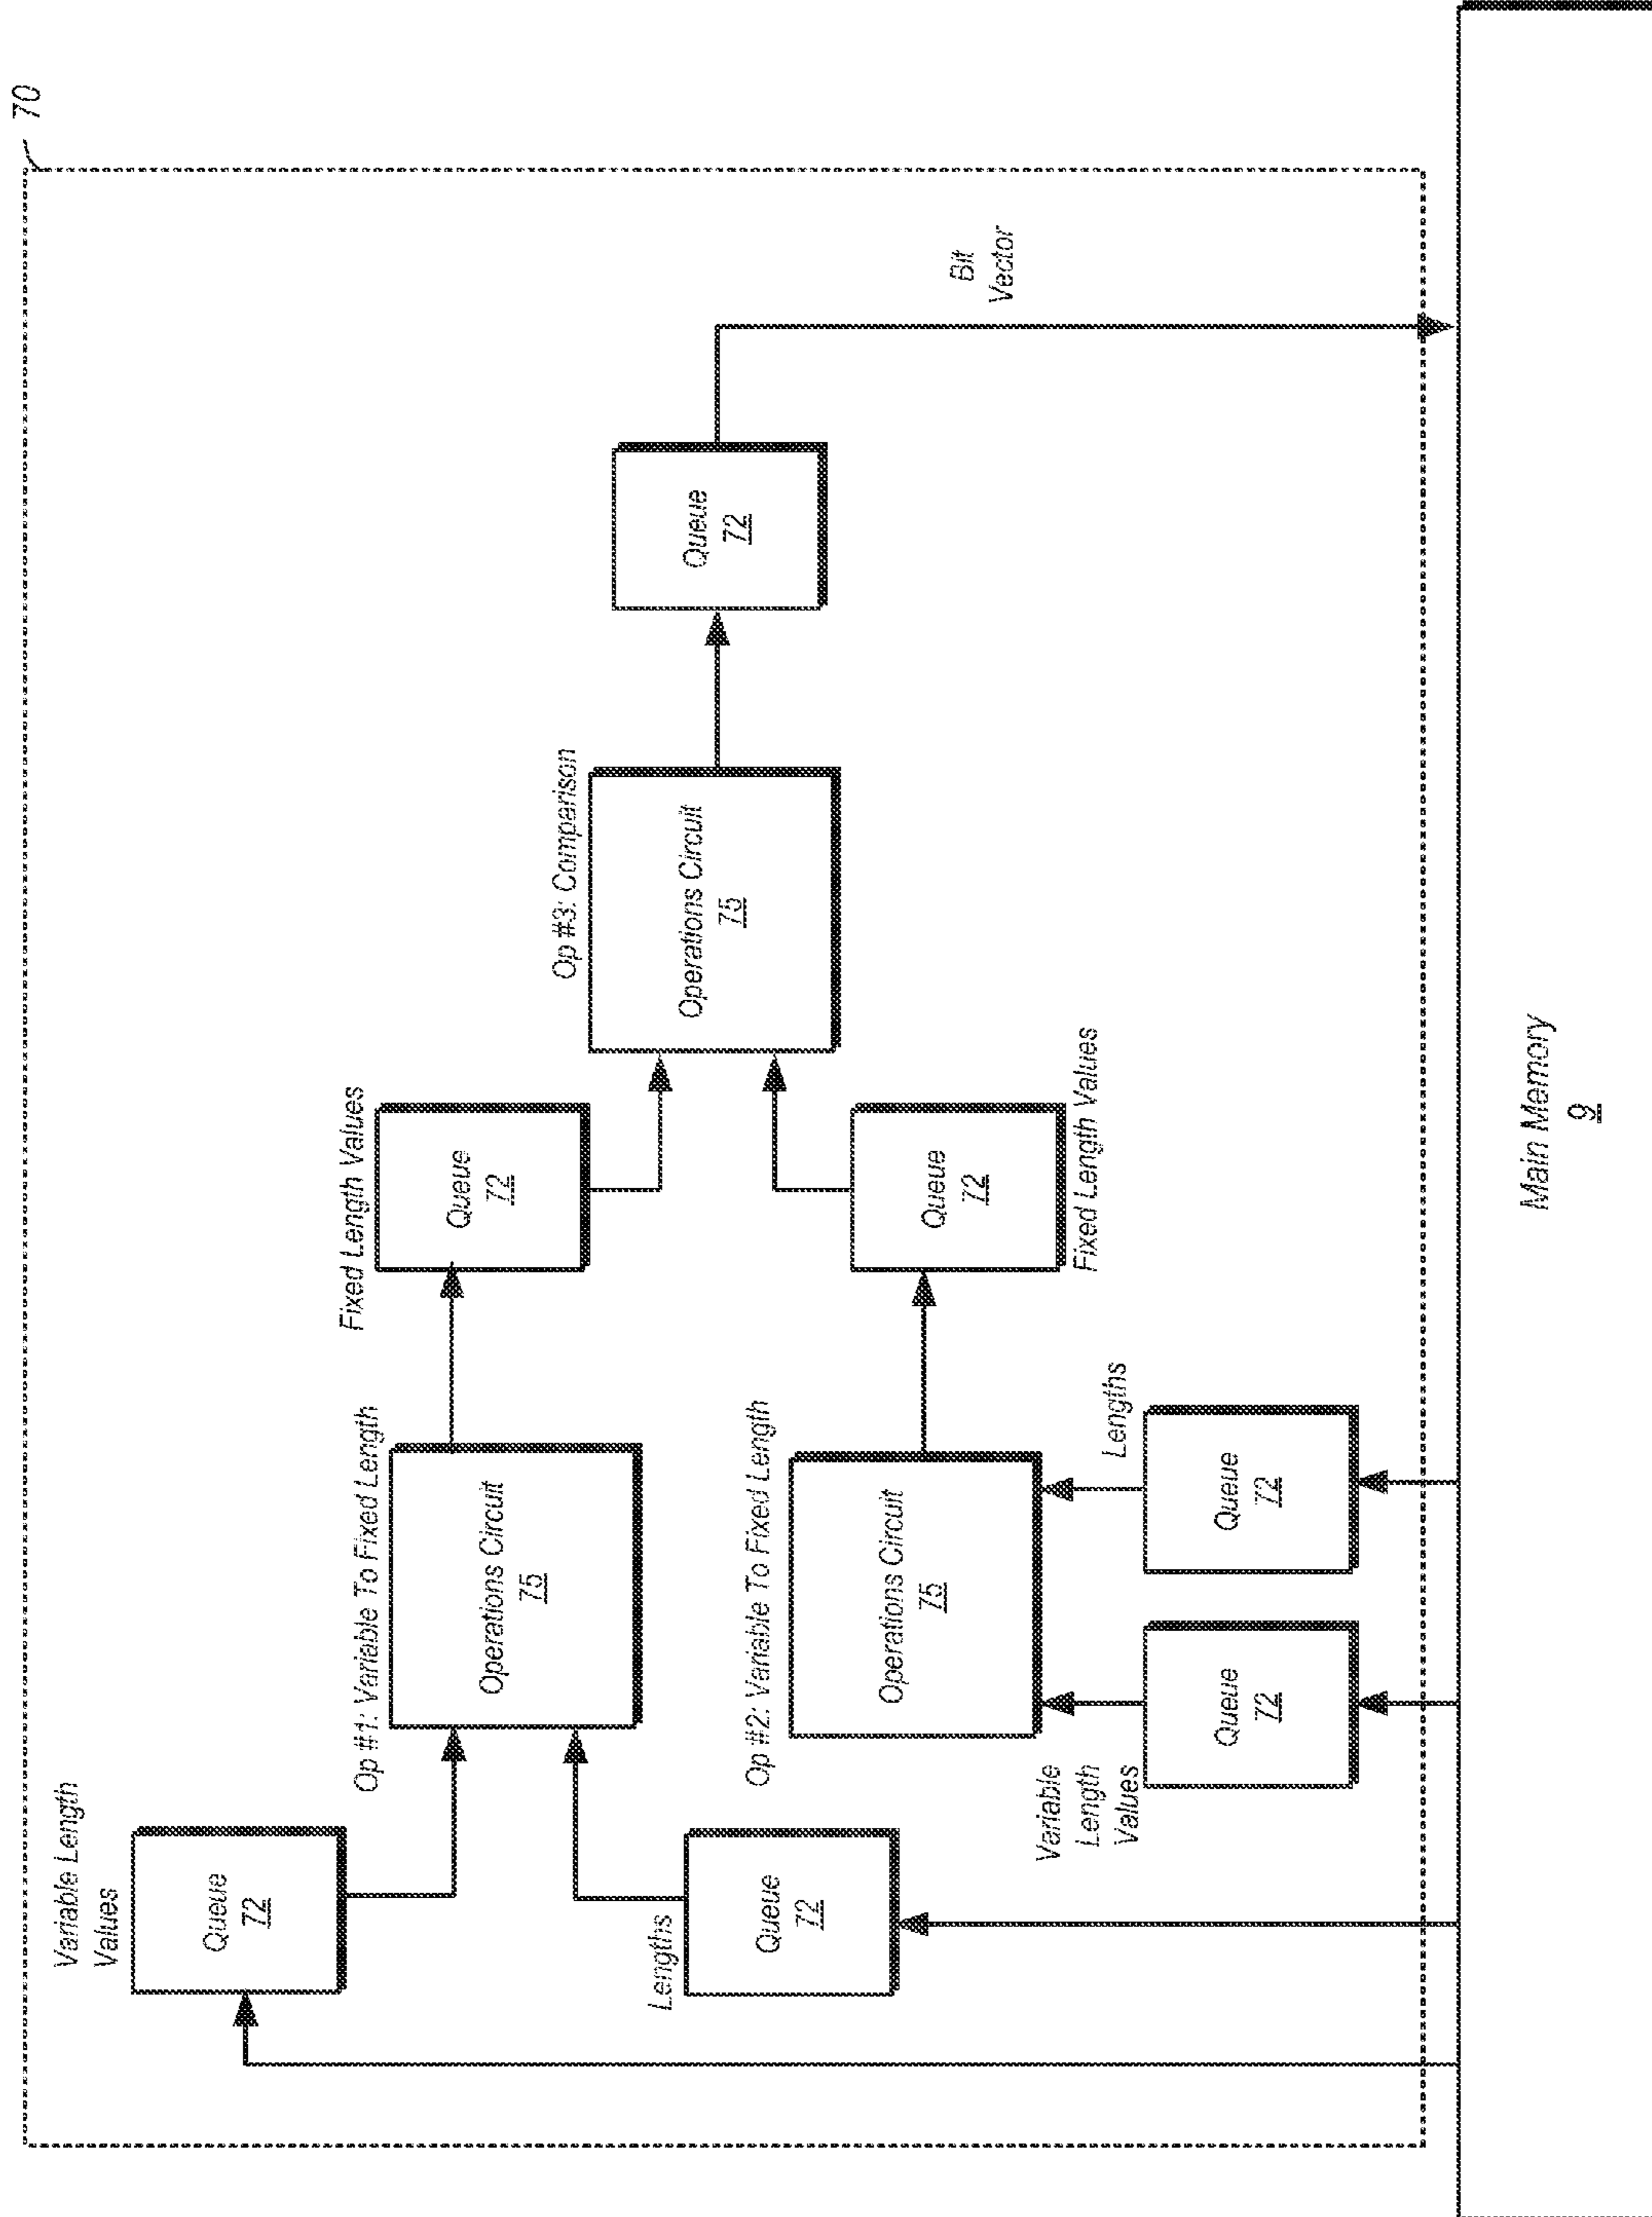 70
Variable Length
Values
Queue
72
Op #1: Variable To Fixed Length
Operations Circuit
75
Fixed Length Values
Queue
72
Lengths
Queue
72
Op #3: Comparison
Operations Circuit
75
Queue
72
Bit
Vector
Op #2: Variable To Fixed Length
Operations Circuit
75
Queue
72
Fixed Length Values
Variable
Length
Values
Queue
72
Lengths
Queue
72
Main Memory
9